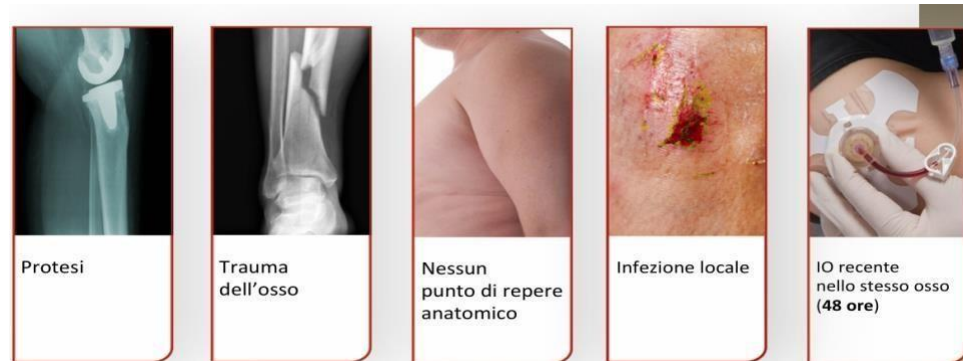 Protesi
Trauma
dell'osso
Nessun
punto di repere
anatomico
Infezione locale
IO recente
nello stesso osso
(48 ore)